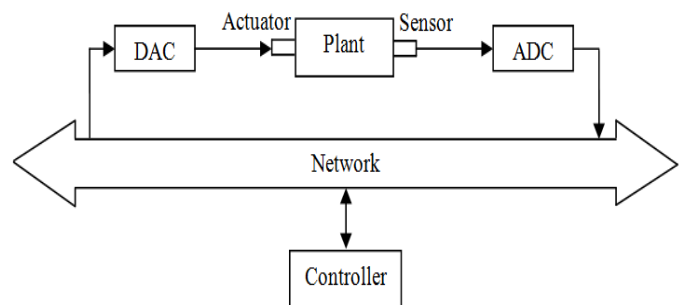 Actuator
Sensor
DAC
Plant
ADC
Network
Controller